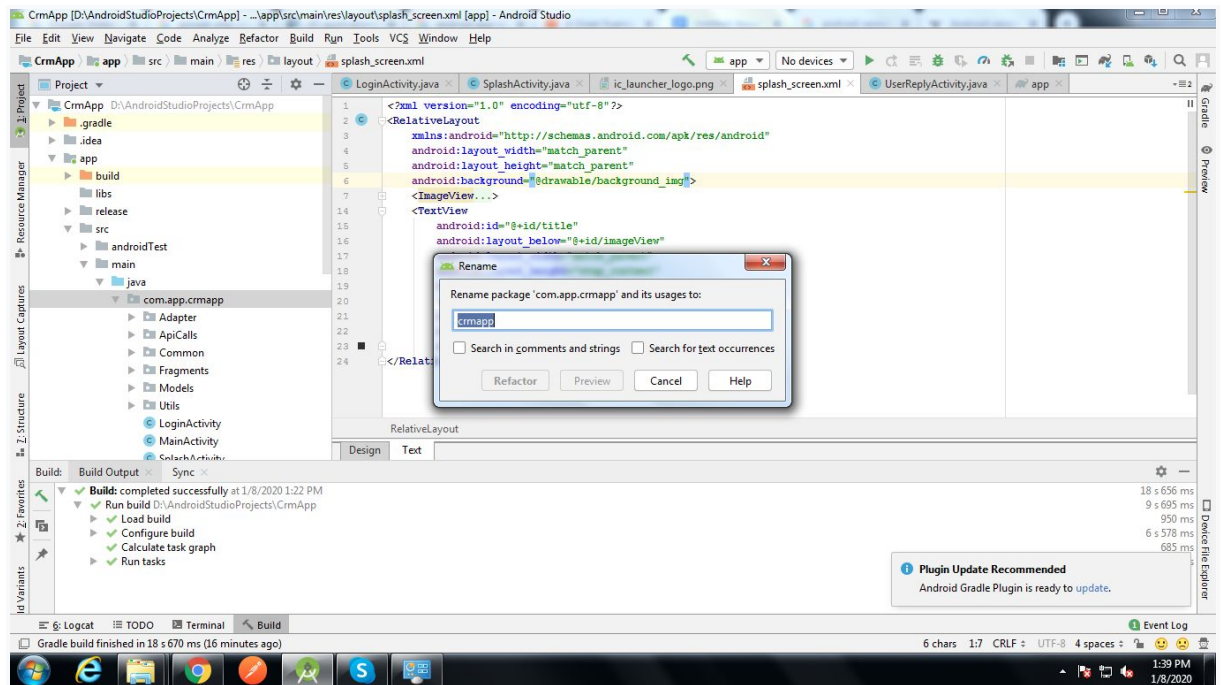 CrmApp [D:\AndroidStudioProjects\CrmApp] - ...\app\src\main\res\layout\splash_screen.xml [app] - Android Studio
File Edit View Navigate Code Analyze Refactor Build Run Tools VCS Window Help
CrmApp app src main res layout splash_screen.xml
app No devices
Project
LoginActivity.java SplashActivity.java ic_launcher_logo.png splash_screen.xml UserReplyActivity.java app
2
1: Project
Resource Manager
Layout Captures
7: Structure
2: Favorites
ld Variants
CrmApp D:\AndroidStudioProjects\CrmApp
.gradle
.idea
app
build
libs
release
src
androidTest
main
java
com.app.crmapp
Adapter
ApiCalls
Common
Fragments
Models
Utils
LoginActivity
MainActivity
SplashActivity
1 <?xml version="1.0" encoding="utf-8"?>
2 <RelativeLayout
3 xmlns:android="http://schemas.android.com/apk/res/android"
4 android:layout_width="match_parent"
5 android:layout_height="match_parent"
6 android:background="@drawable/background_img">
7 <ImageView...>
14 <TextView
15 android:id="@+id/title"
16 android:layout_below="@+id/imageView"
17
18
19
20
21
22
23
24 </Relat
Rename
Rename package 'com.app.crmapp' and its usages to:
crmapp
Search in comments and strings Search for text occurrences
Refactor Preview Cancel Help
RelativeLayout
Design Text
Gradle
Preview
Device File Explorer
Build: Build Output Sync
Build: completed successfully at 1/8/2020 1:22 PM 18 s 656 ms
Run build D:\AndroidStudioProjects\CrmApp 9 s 695 ms
Load build 950 ms
Configure build 6 s 578 ms
Calculate task graph 685 ms
Run tasks
Plugin Update Recommended
Android Gradle Plugin is ready to update.
6: Logcat TODO Terminal Build
1 Event Log
Gradle build finished in 18 s 670 ms (16 minutes ago)
6 chars 1:7 CRLF UTF-8 4 spaces
1:39 PM
1/8/2020